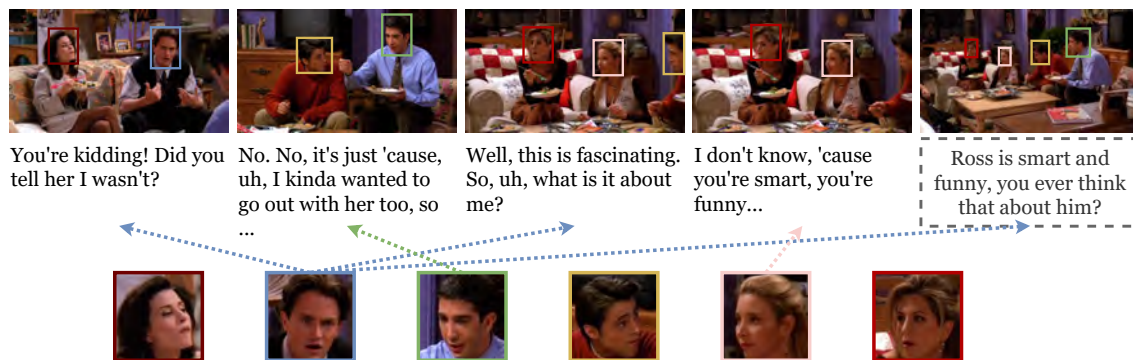 You're kidding! Did you
tell her I wasn't?
No. No, it's just 'cause,
uh, I kinda wanted to
go out with her too, so
...
Well, this is fascinating.
So, uh, what is it about
me?
I don't know, 'cause
you're smart, you're
funny...
Ross is smart and
funny, you ever think
that about him?